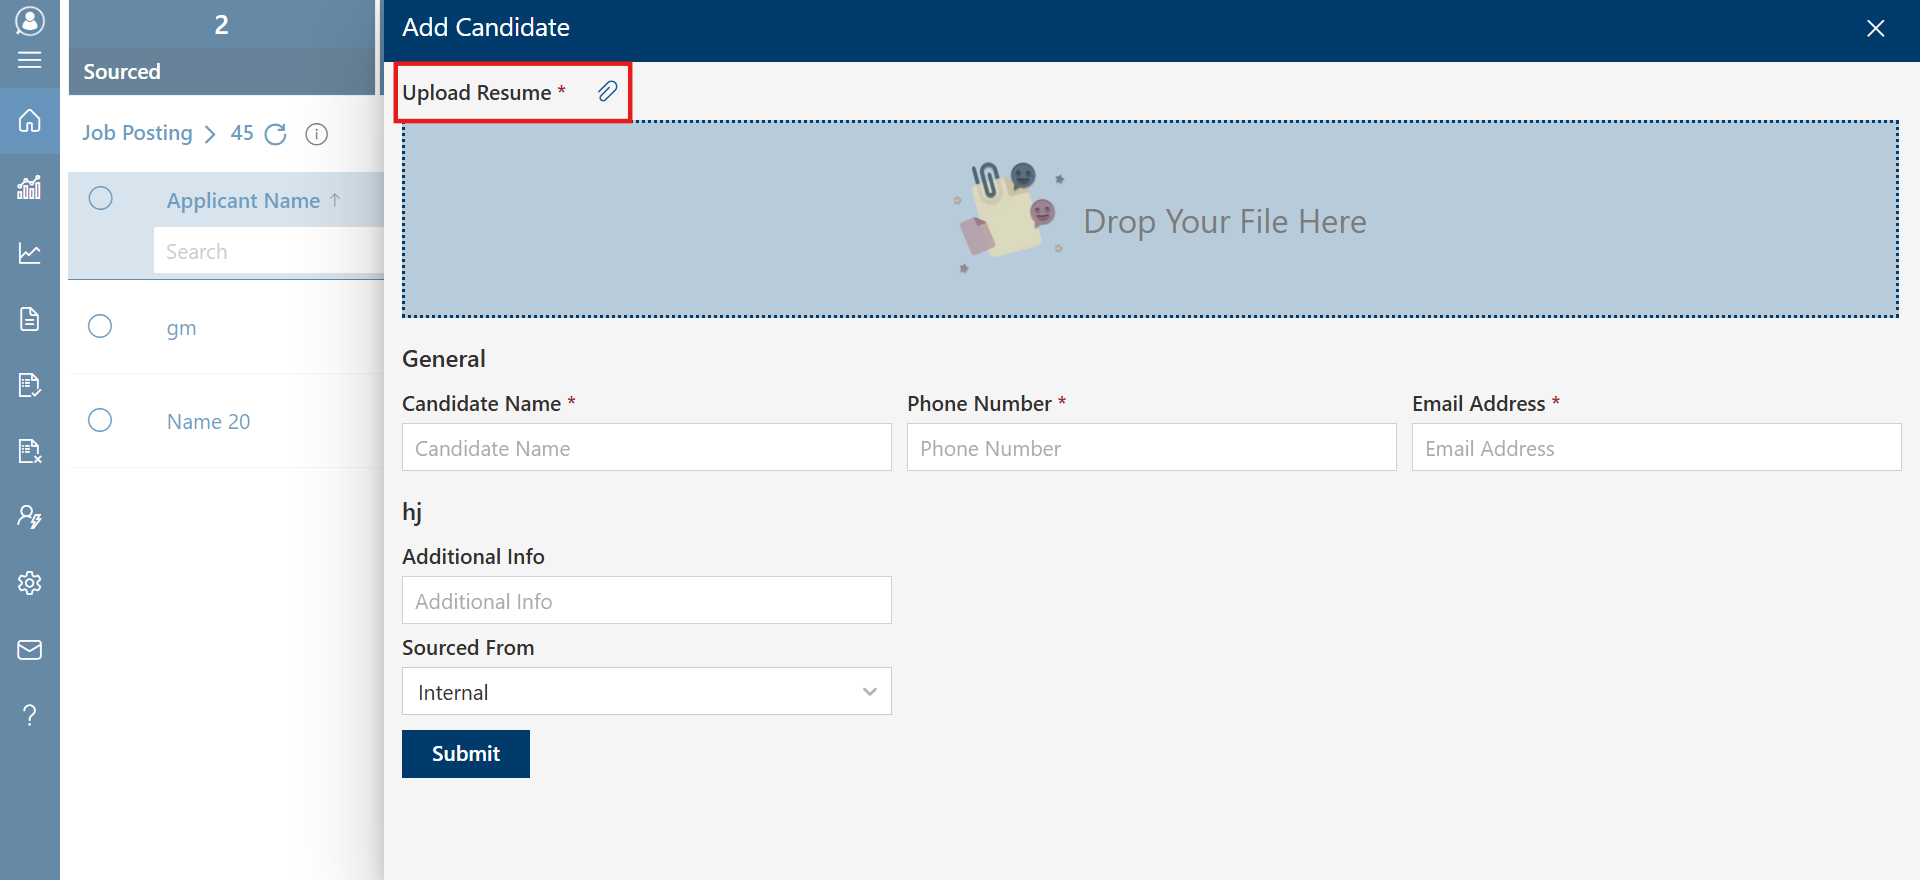 2
Sourced
Job Posting > 45
Applicant Name ↑
Search
gm
Name 20
Add Candidate
Upload Resume *
Drop Your File Here
General
Candidate Name * Phone Number * Email Address *
Candidate Name Phone Number Email Address
hj
Additional Info
Additional Info
Sourced From
Internal
Submit